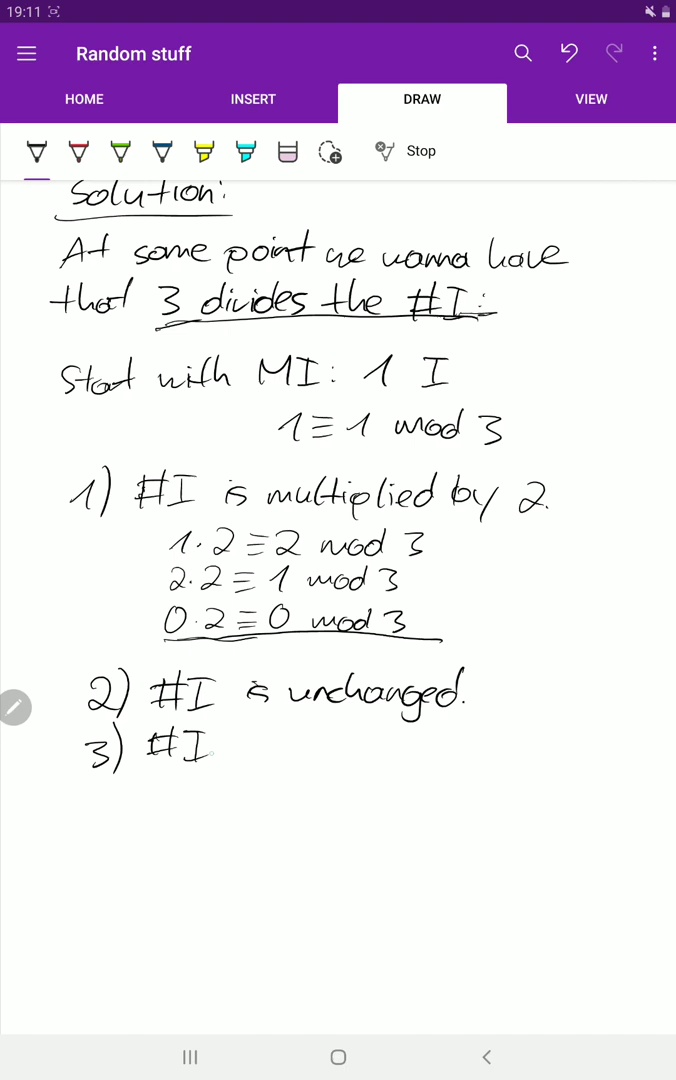 19:11
Random stuff
HOME INSERT DRAW VIEW
Stop
Solution:
At some point we wanna have
that 3 divides the #I:
Start with MI: 1 I
1 ≡ 1 mod 3
1) #I is multiplied by 2.
1·2 ≡ 2 mod 3
2·2 ≡ 1 mod 3
0·2 ≡ 0 mod 3
2) #I is unchanged.
3) #I